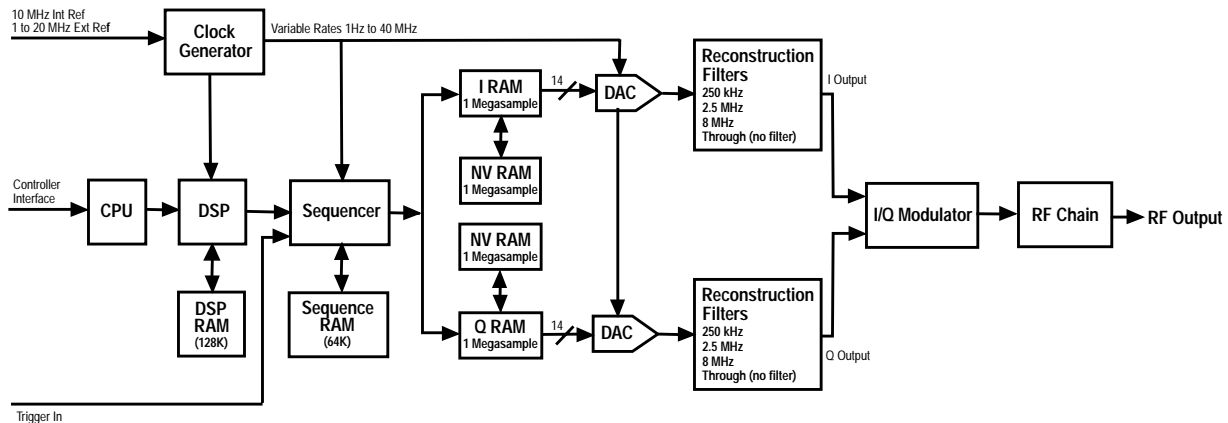 10 MHz Int Ref
1 to 20 MHz Ext Ref
Clock
Generator
Variable Rates 1Hz to 40 MHz
I RAM
1 Megasample
14
DAC
Reconstruction
Filters
250 kHz
2.5 MHz
8 MHz
Through (no filter)
I Output
NV RAM
1 Megasample
Controller
Interface
CPU
DSP
Sequencer
I/Q Modulator
RF Chain
RF Output
NV RAM
1 Megasample
DSP
RAM
(128K)
Sequence
RAM
(64K)
Q RAM
1 Megasample
14
DAC
Reconstruction
Filters
250 kHz
2.5 MHz
8 MHz
Through (no filter)
Q Output
Trigger In